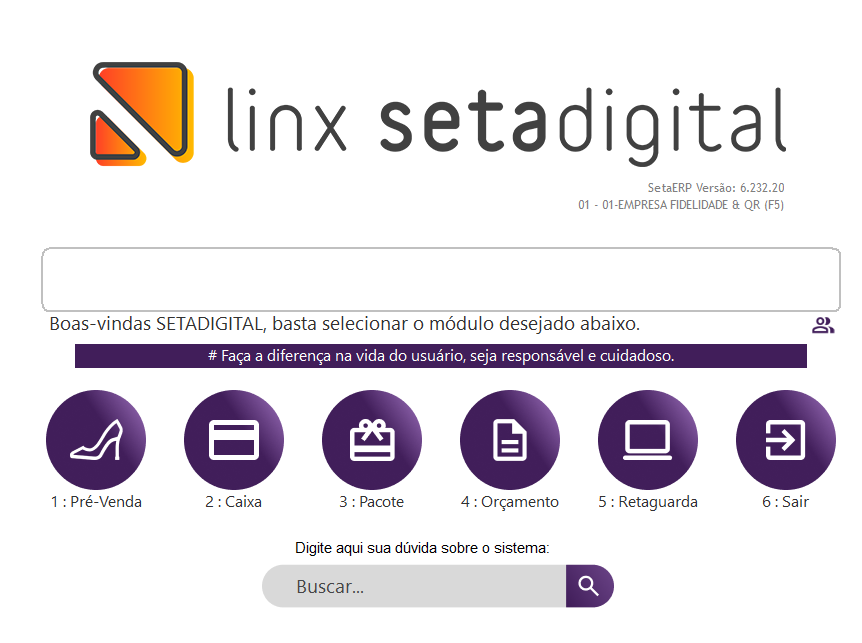 linx setadigital
SetaERP Versão: 6.232.20
01 - 01-EMPRESA FIDELIDADE & QR (F5)
Boas-vindas SETADIGITAL, basta selecionar o módulo desejado abaixo.
# Faça a diferença na vida do usuário, seja responsável e cuidadoso.
1 : Pré-Venda
2 : Caixa
3 : Pacote
4 : Orçamento
5 : Retaguarda
6 : Sair
Digite aqui sua dúvida sobre o sistema:
Buscar...